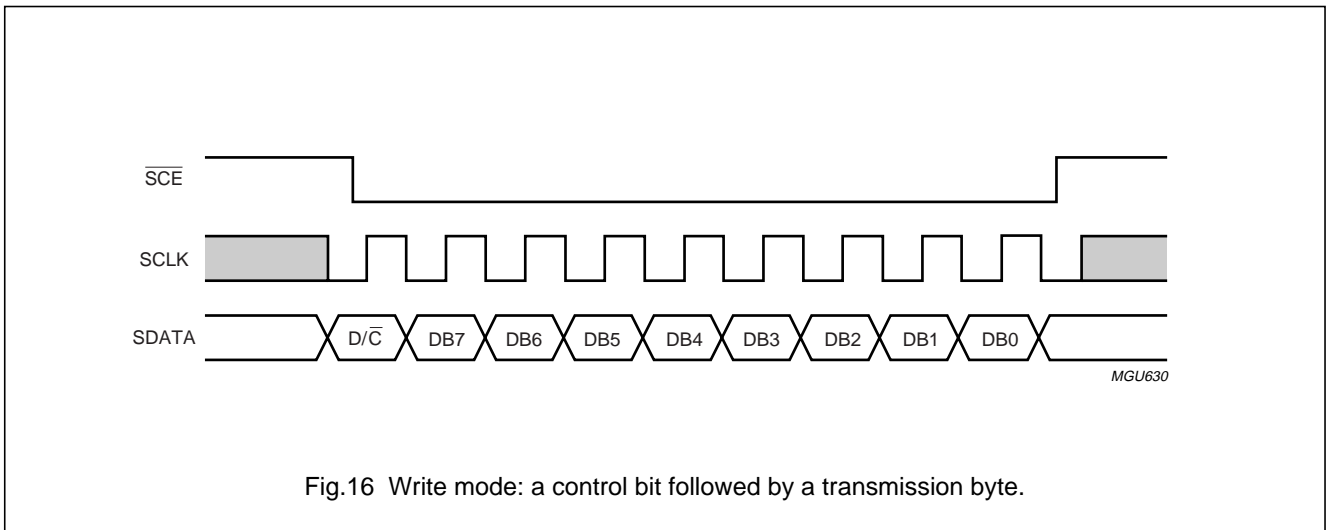 S̅C̅E̅
SCLK
SDATA D/C̅ DB7 DB6 DB5 DB4 DB3 DB2 DB1 DB0
MGU630
Fig.16 Write mode: a control bit followed by a transmission byte.